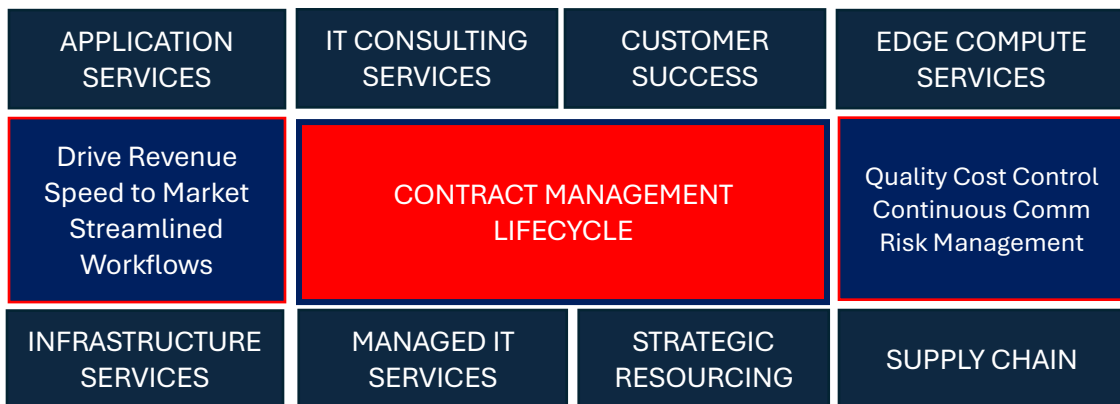 APPLICATION
SERVICES
IT CONSULTING
SERVICES
CUSTOMER
SUCCESS
EDGE COMPUTE
SERVICES
Drive Revenue
Speed to Market
Streamlined
Workflows
CONTRACT MANAGEMENT
LIFECYCLE
Quality Cost Control
Continuous Comm
Risk Management
INFRASTRUCTURE
SERVICES
MANAGED IT
SERVICES
STRATEGIC
RESOURCING
SUPPLY CHAIN